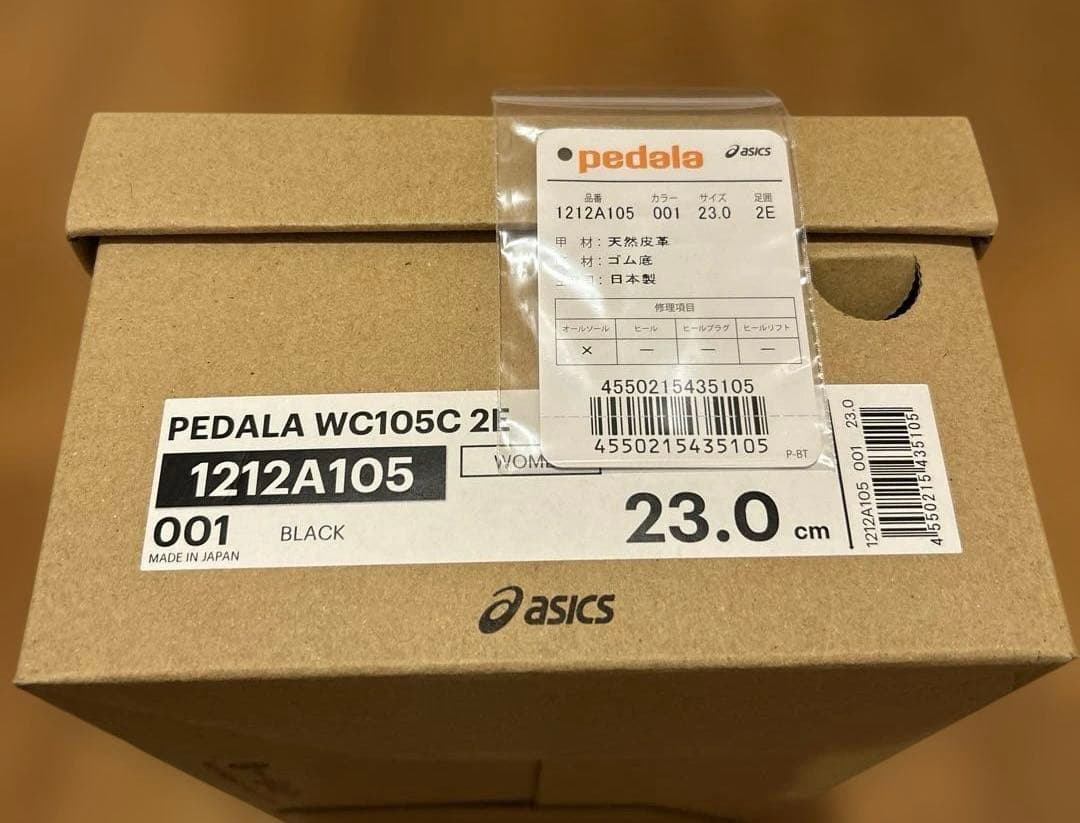 pedala asics
品番 カラー サイズ 足囲
1212A105 001 23.0 2E
甲 材:天然皮革
材:ゴム底
:日本製
修理項目
オールソール ヒール ヒールプラグ ヒールリフト
× — — —
4550215435105
4550215435105
P-BT
PEDALA WC105C 2E
1212A105
001 BLACK
MADE IN JAPAN
23.0 cm
1212A105 001 23.0
4550215435105
asics